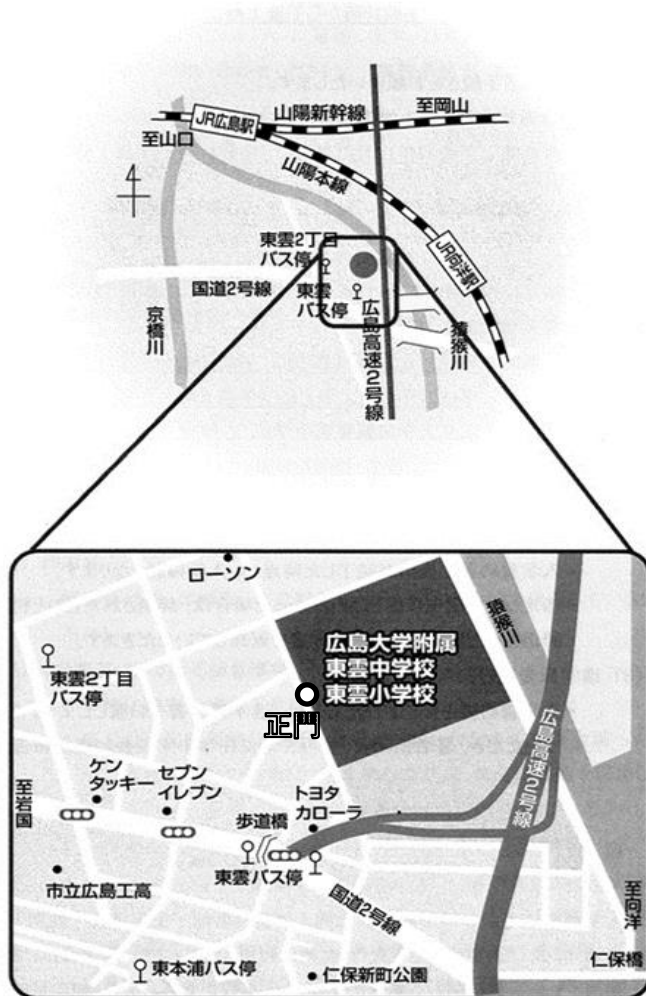 JR広島駅
山陽新幹線
至岡山
至山口
山陽本線
JR向洋駅
東雲2丁目
バス停
国道2号線
東雲
バス停
京橋川
広島高速2号線
猿猴川
ローソン
猿猴川
広島大学附属
東雲中学校
東雲小学校
東雲2丁目
バス停
正門
広島高速2号線
ケン
タッキー
セブン
イレブン
トヨタ
カローラ
至岩国
歩道橋
東雲バス停
市立広島工高
国道2号線
至向洋
仁保橋
東本浦バス停
仁保新町公園